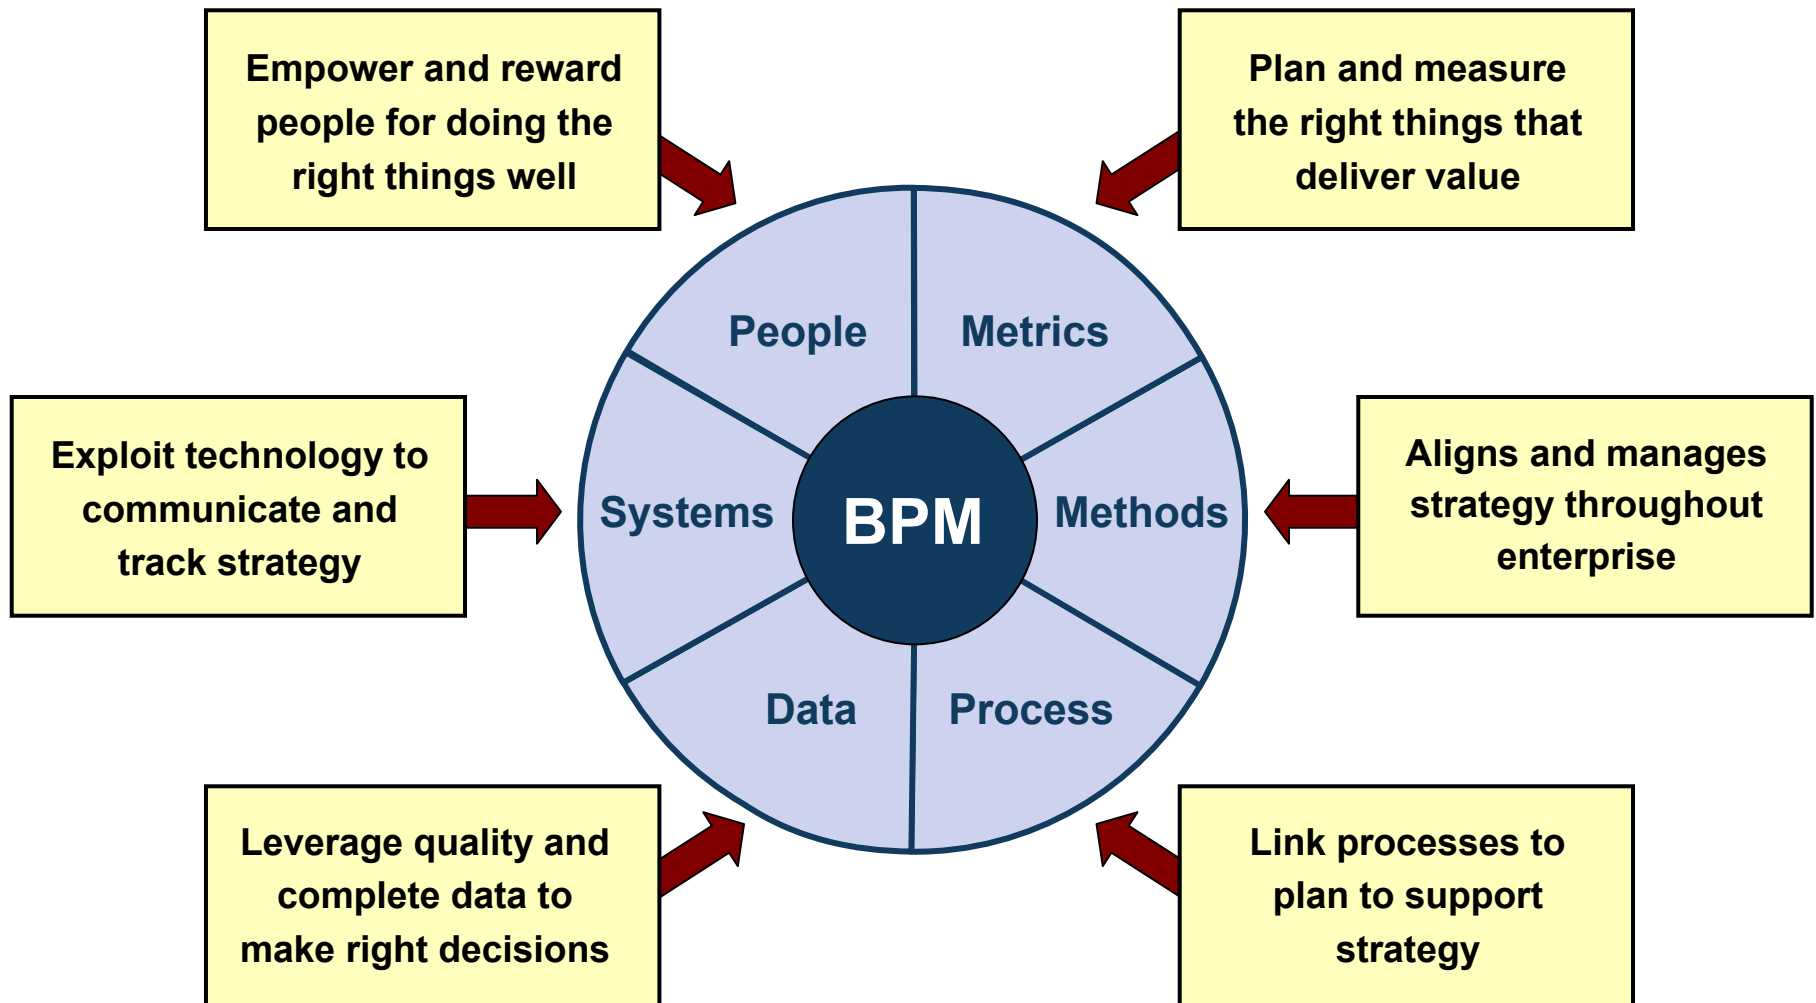 Empower and reward
people for doing the
right things well
Plan and measure
the right things that
deliver value
People
Metrics
Exploit technology to
communicate and
track strategy
Systems
BPM
Methods
Aligns and manages
strategy throughout
enterprise
Data
Process
Leverage quality and
complete data to
make right decisions
Link processes to
plan to support
strategy